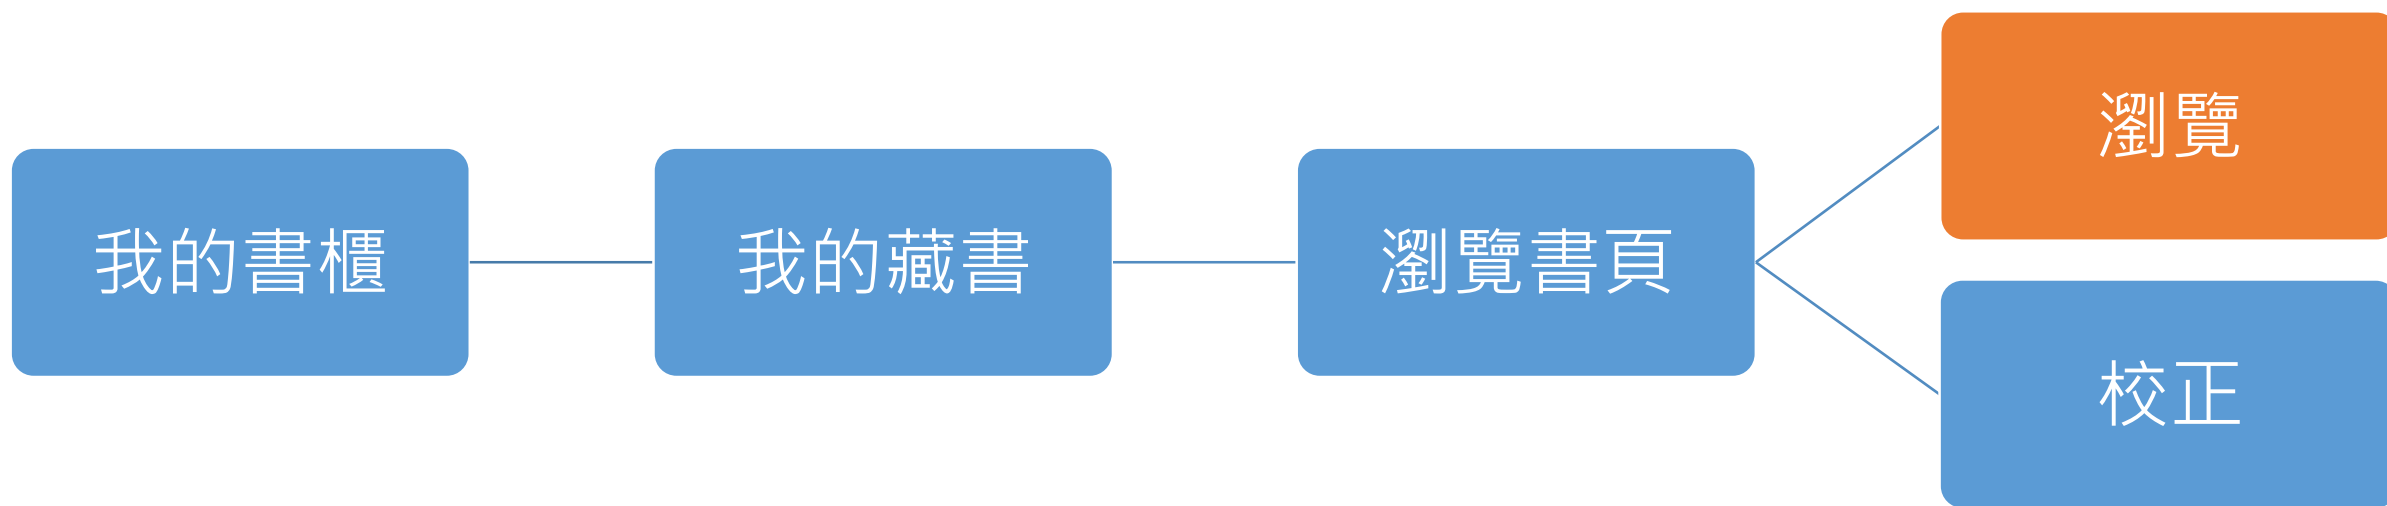 我的書櫃
我的藏書
瀏覽書頁
瀏覽
校正